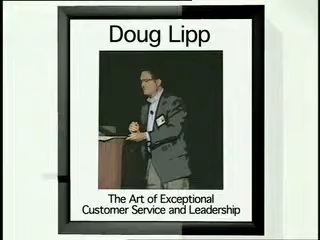 Doug Lipp
The Art of Exceptional
Customer Service and Leadership